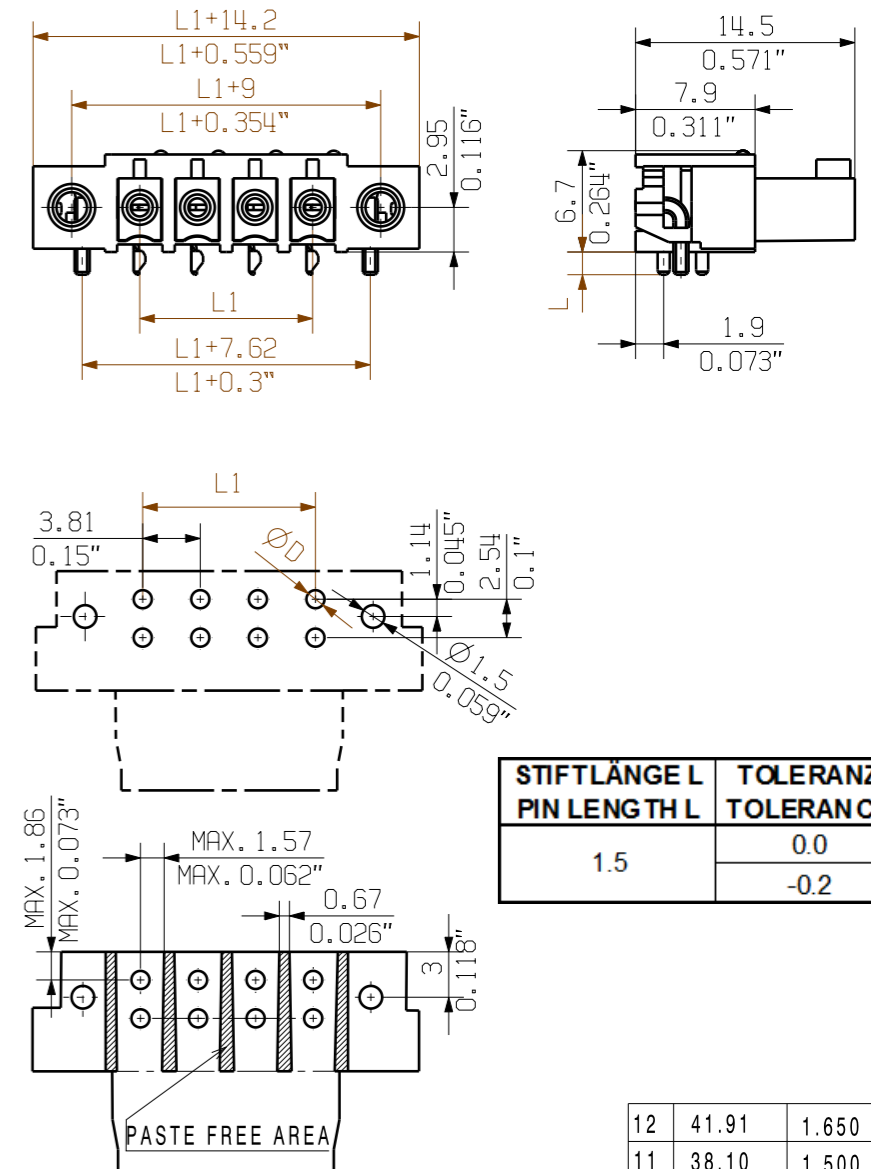 L1+14.2
L1+0.559"
L1+9
L1+0.354"
2.95
0.116"
L1
L1+7.62
L1+0.3"
14.5
0.571"
7.9
0.311"
6.7
0.264"
L
1.9
0.073"
L1
3.81
0.15"
ØD
1.14
0.045"
2.54
0.1"
Ø1.5
0.059"
STIFTLÄNGE L TOLERANZ
PIN LENGTH L TOLERANC
1.5 0.0
-0.2
MAX. 1.86
MAX. 0.073"
MAX. 1.57
MAX. 0.062"
0.67
0.026"
3
0.118"
PASTE FREE AREA
12 41.91 1.650
11 38.10 1.500